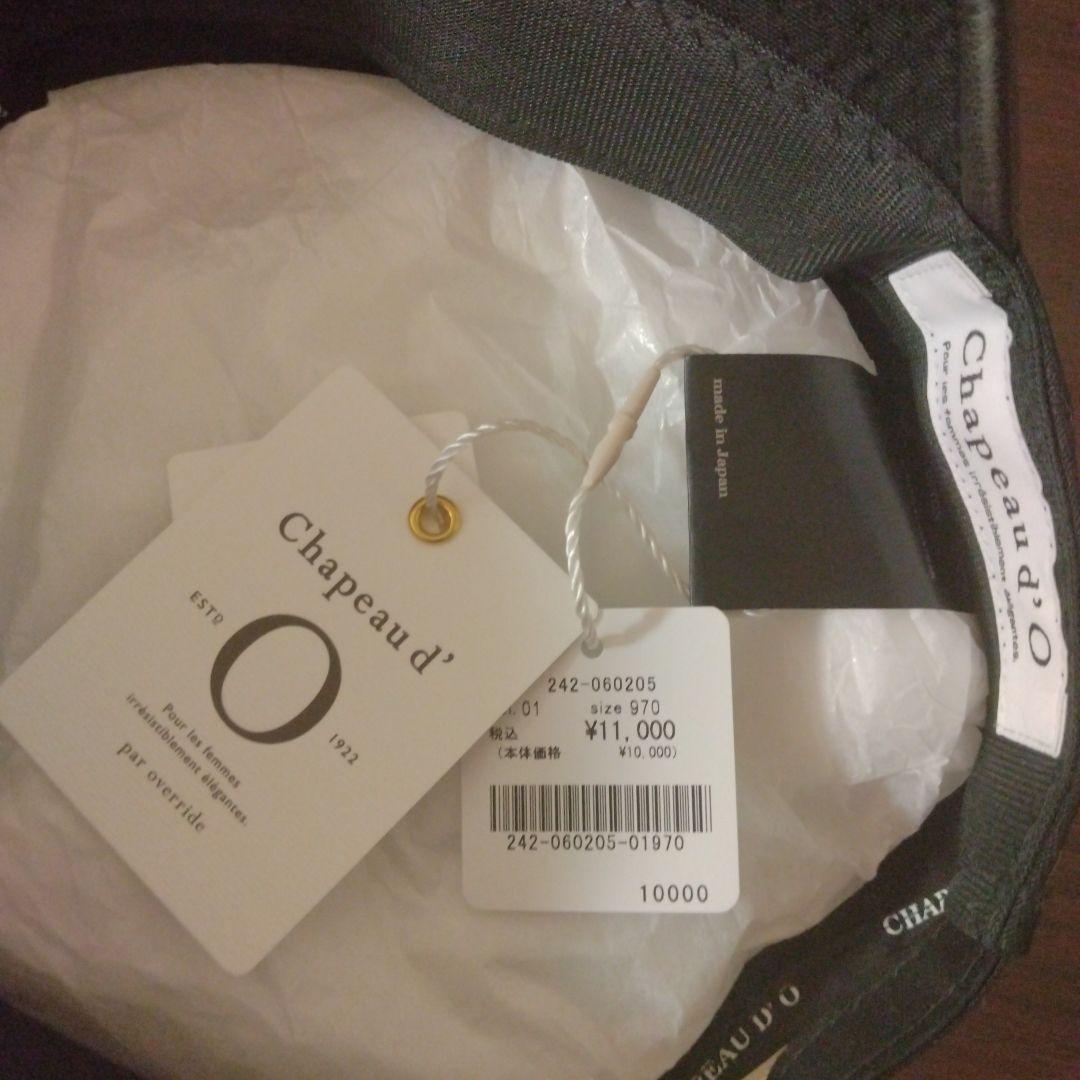 Chapeau d'
ESTD
O
1922
Pour les femmes
irrésistiblement élégantes.
par override
242-060205
. 01 size 970
税込 ¥11,000
(本体価格 ¥10,000)
242-060205-01970
10000
made in Japan
Chapeau d' O
Pour les femmes irrésistiblement élégantes.
CHAP
EAU D' O